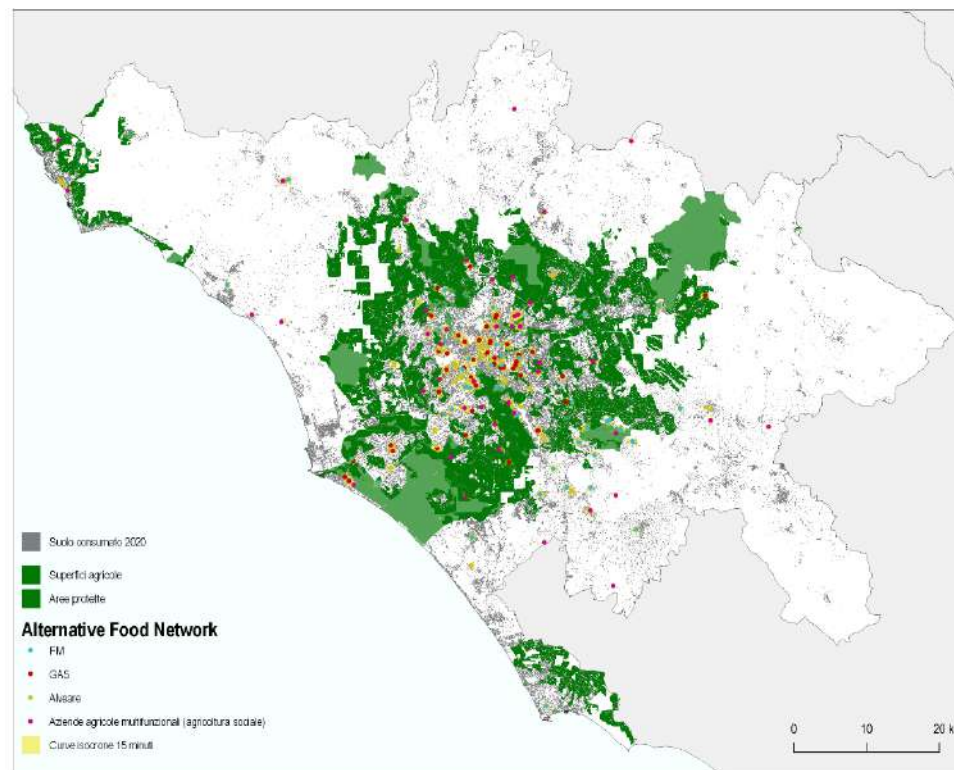 Suolo consumato 2020
Superfici agricole
Aree protette
Alternative Food Network
FM
GAS
Alveare
Aziende agricole multifunzionali (agricoltura sociale)
Curve isocrone 15 minuti
0 10 20 k